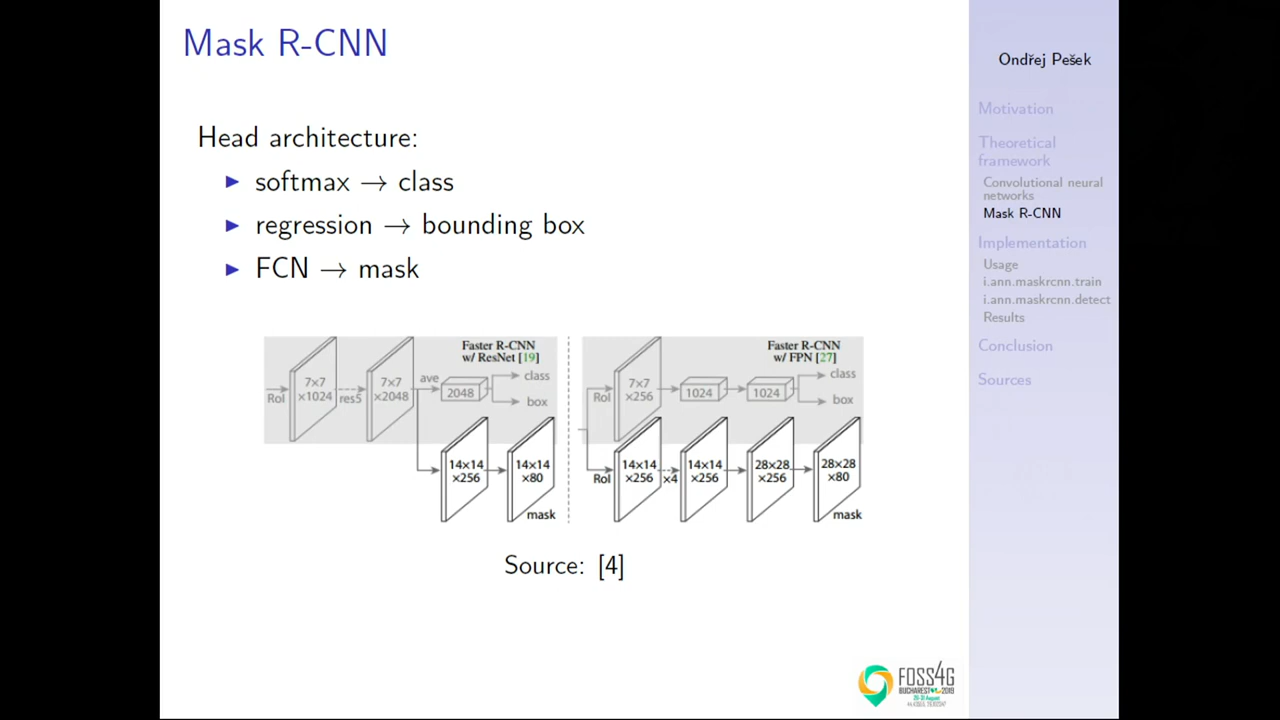 Mask R-CNN
Head architecture:
softmax → class
regression → bounding box
FCN → mask
Faster R-CNN
w/ ResNet [19]
RoI
7×7
×1024
res5
7×7
×2048
ave
2048
class
box
14×14
×256
14×14
×80
mask
Faster R-CNN
w/ FPN [27]
RoI
7×7
×256
1024
1024
class
box
RoI
14×14
×256
x4
14×14
×256
28×28
×256
28×28
×80
mask
Source: [4]
Ondřej Pešek
Motivation
Theoretical
framework
Convolutional neural
networks
Mask R-CNN
Implementation
Usage
i.ann.maskrcnn.train
i.ann.maskrcnn.detect
Results
Conclusion
Sources
FOSS4G
BUCHAREST 2019